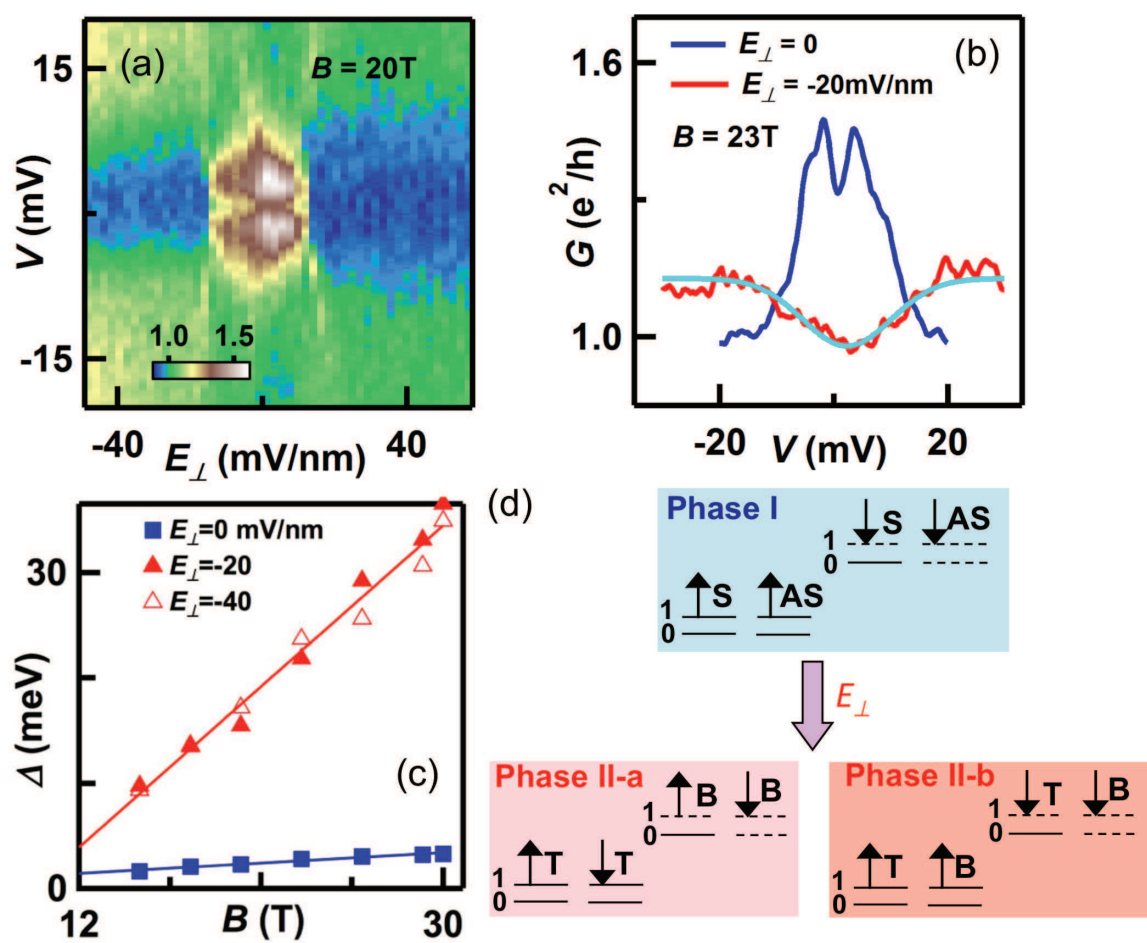 (a)
B = 20T
15
-15
V (mV)
1.0 1.5
-40 40
E⊥ (mV/nm)
(b)
E⊥ = 0
E⊥ = -20mV/nm
B = 23T
1.6
1.0
G (e²/h)
-20 20
V (mV)
(c)
E⊥=0 mV/nm
E⊥=-20
E⊥=-40
30
0
Δ (meV)
12 30
B (T)
(d)
Phase I
1 ↓S ↓AS
0
↑S ↑AS
1
0
E⊥
Phase II-a
↑B ↓B
1
0
↑T ↓T
1
0
Phase II-b
↓T ↓B
1
0
↑T ↑B
1
0